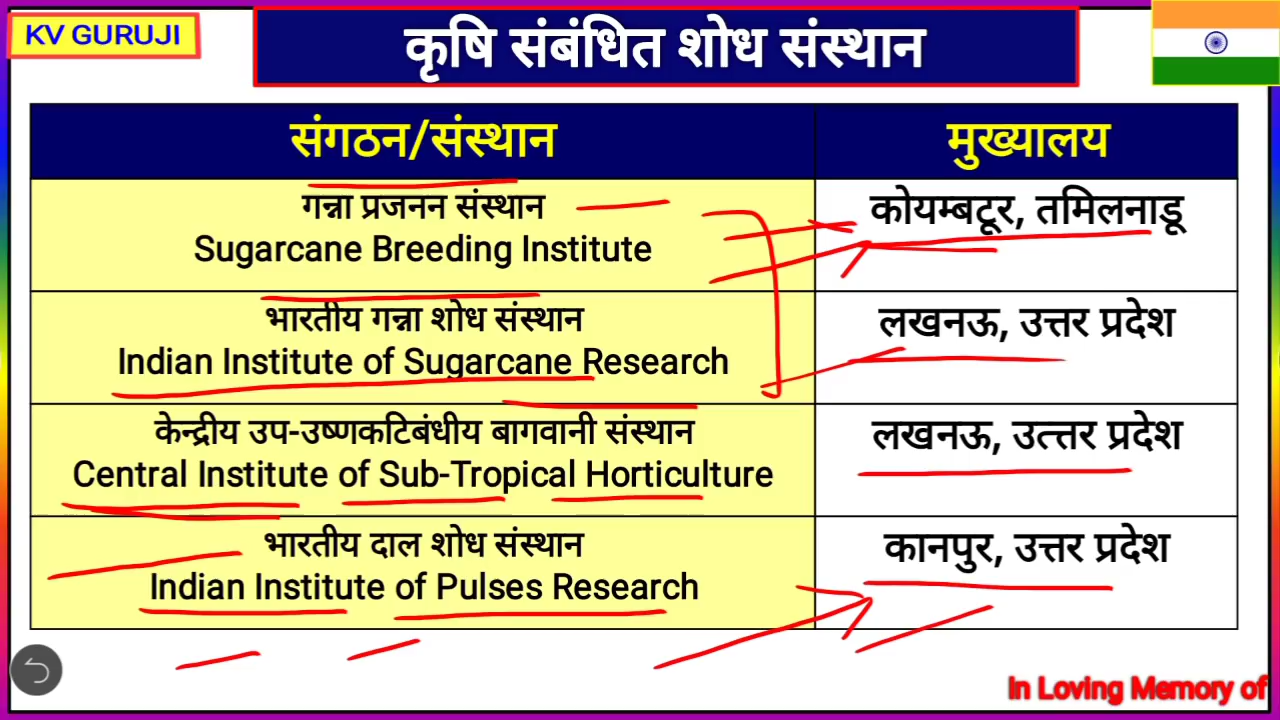 KV GURUJI
कृषि संबंधित शोध संस्थान
संगठन/संस्थान
मुख्यालय
गन्ना प्रजनन संस्थान
Sugarcane Breeding Institute
कोयम्बटूर, तमिलनाडू
भारतीय गन्ना शोध संस्थान
Indian Institute of Sugarcane Research
लखनऊ, उत्तर प्रदेश
केन्द्रीय उप-उष्णकटिबंधीय बागवानी संस्थान
Central Institute of Sub-Tropical Horticulture
लखनऊ, उत्तर प्रदेश
भारतीय दाल शोध संस्थान
Indian Institute of Pulses Research
कानपुर, उत्तर प्रदेश
In Loving Memory of